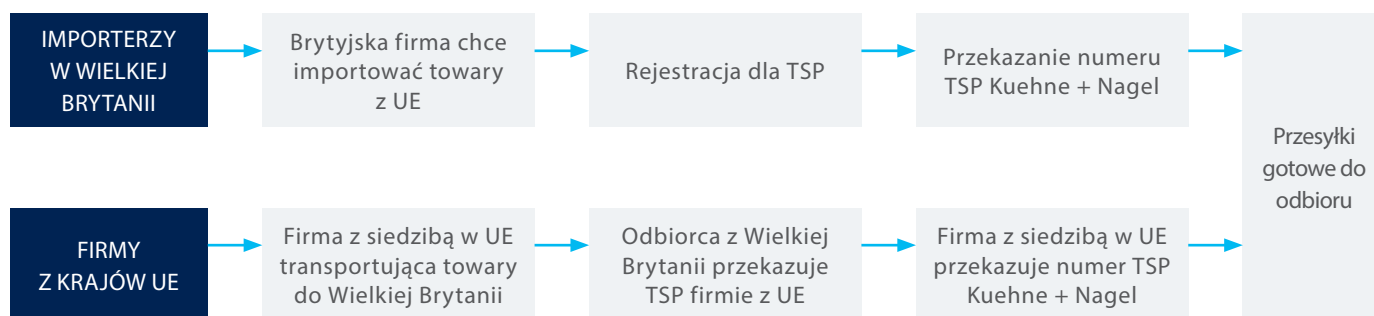 IMPORTERZY
W WIELKIEJ
BRYTANII
Brytyjska firma chce
importować towary
z UE
Rejestracja dla TSP
Przekazanie numeru
TSP Kuehne + Nagel
Przesyłki
gotowe do
odbioru
FIRMY
Z KRAJÓW UE
Firma z siedzibą w UE
transportująca towary
do Wielkiej Brytanii
Odbiorca z Wielkiej
Brytanii przekazuje
TSP firmie z UE
Firma z siedzibą w UE
przekazuje numer TSP
Kuehne + Nagel